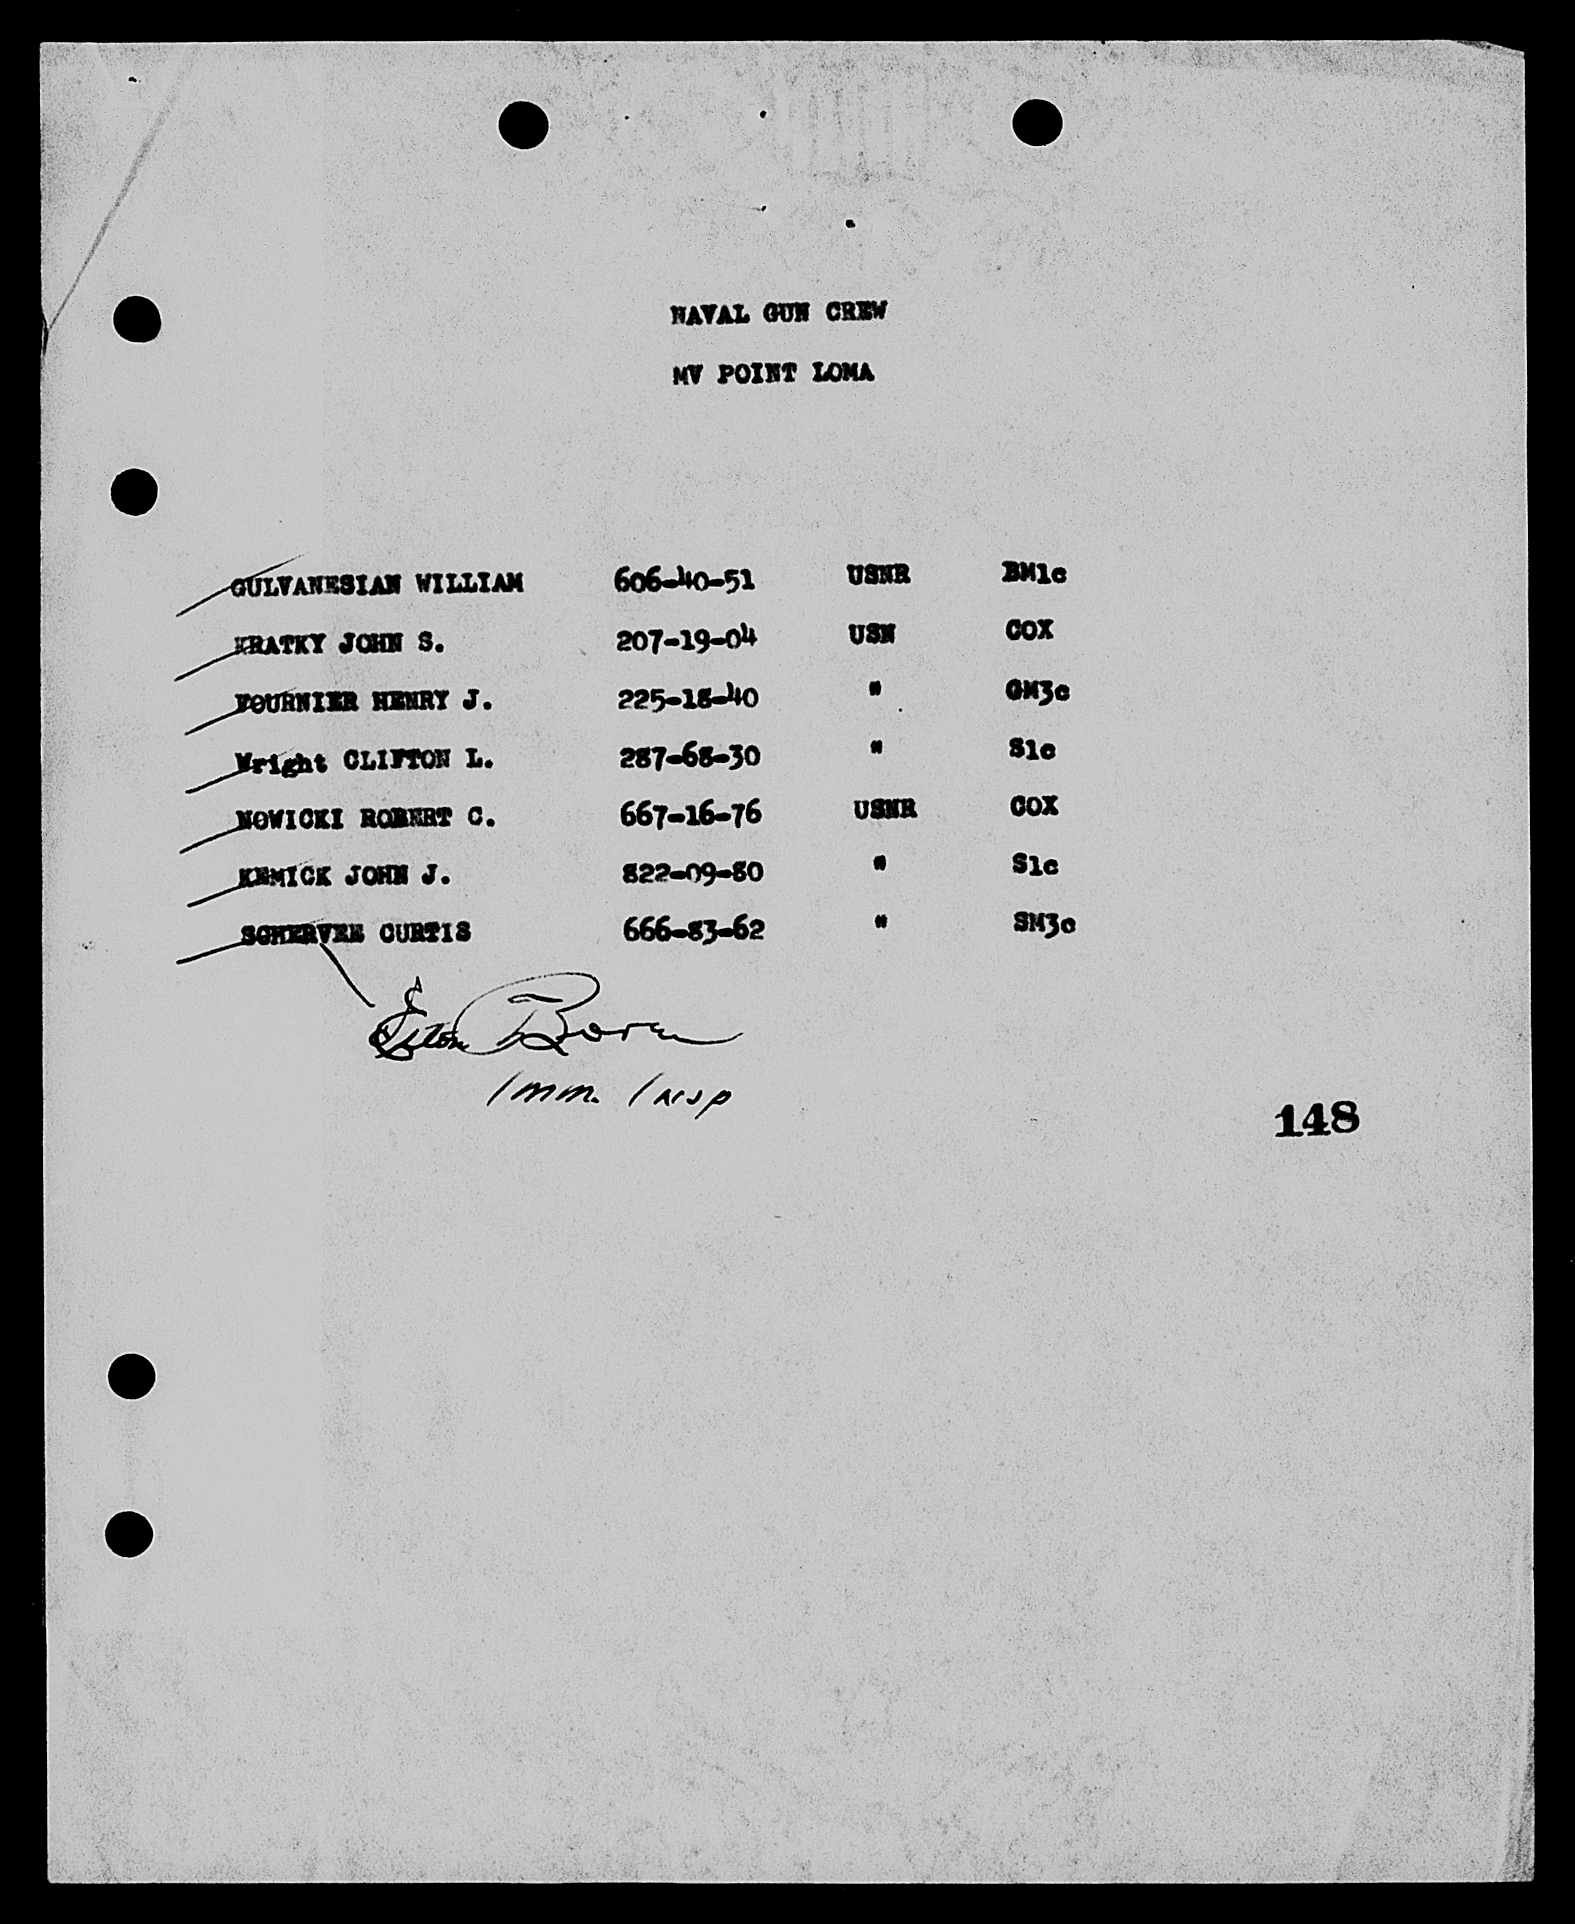 NAVAL GUN CREW
MV POINT LOMA
GULVANESIAN WILLIAM 606-40-51 USNR BM1c
KRATKY JOHN S. 207-19-04 USN COX
FOURNIER HENRY J. 225-18-40 " GM3c
Wright CLIFTON L. 287-68-30 " S1c
NOWICKI ROBERT C. 667-16-76 USNR COX
KEMICK JOHN J. 822-09-80 " S1c
SCHERVEN CURTIS 666-83-62 " SM3c
Imm. Insp
148